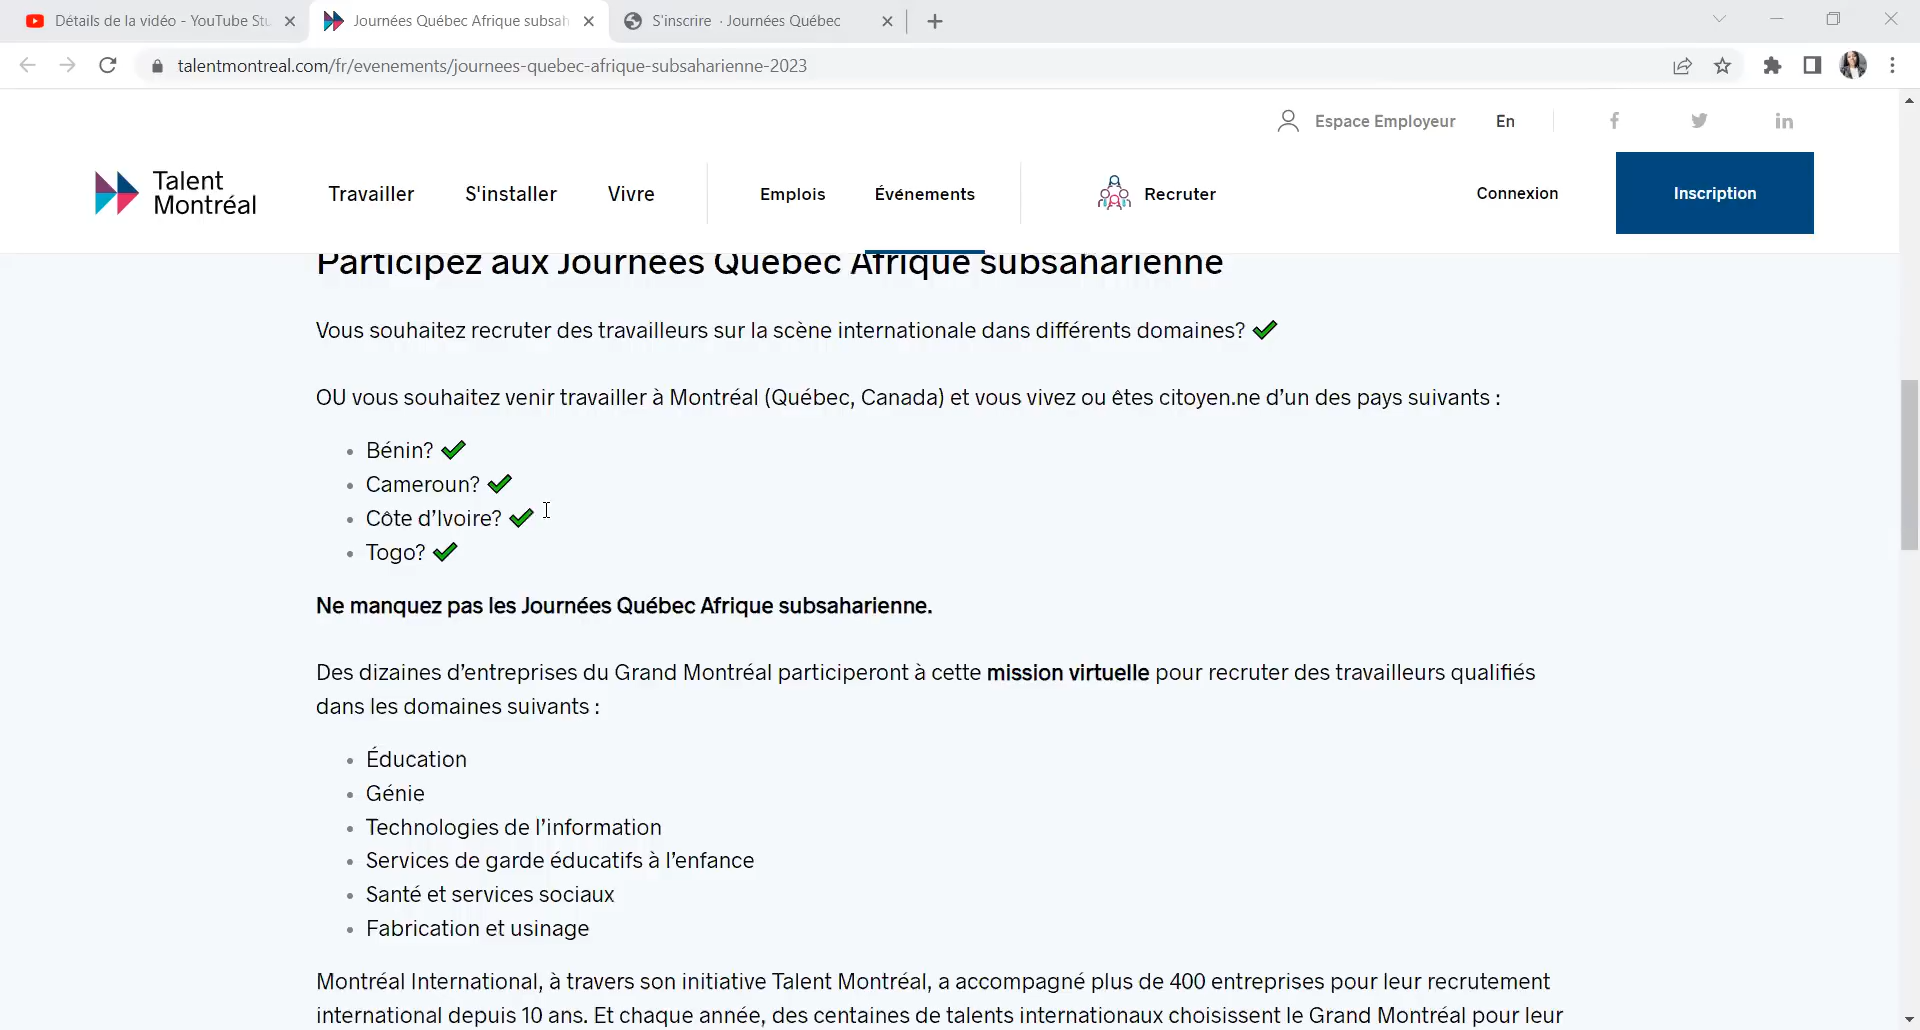 Détails de la vidéo - YouTube Stu
Journées Québec Afrique subsah
S'inscrire · Journées Québec
talentmontreal.com/fr/evenements/journees-quebec-afrique-subsaharienne-2023
Espace Employeur
En
Talent
Montréal
Travailler
S'installer
Vivre
Emplois
Événements
Recruter
Connexion
Inscription
Participez aux Journées Québec Afrique subsaharienne
Vous souhaitez recruter des travailleurs sur la scène internationale dans différents domaines? ✔
OU vous souhaitez venir travailler à Montréal (Québec, Canada) et vous vivez ou êtes citoyen.ne d’un des pays suivants :
• Bénin? ✔
• Cameroun? ✔
• Côte d’Ivoire? ✔
• Togo? ✔
Ne manquez pas les Journées Québec Afrique subsaharienne.
Des dizaines d’entreprises du Grand Montréal participeront à cette mission virtuelle pour recruter des travailleurs qualifiés
dans les domaines suivants :
• Éducation
• Génie
• Technologies de l’information
• Services de garde éducatifs à l’enfance
• Santé et services sociaux
• Fabrication et usinage
Montréal International, à travers son initiative Talent Montréal, a accompagné plus de 400 entreprises pour leur recrutement
international depuis 10 ans. Et chaque année, des centaines de talents internationaux choisissent le Grand Montréal pour leur